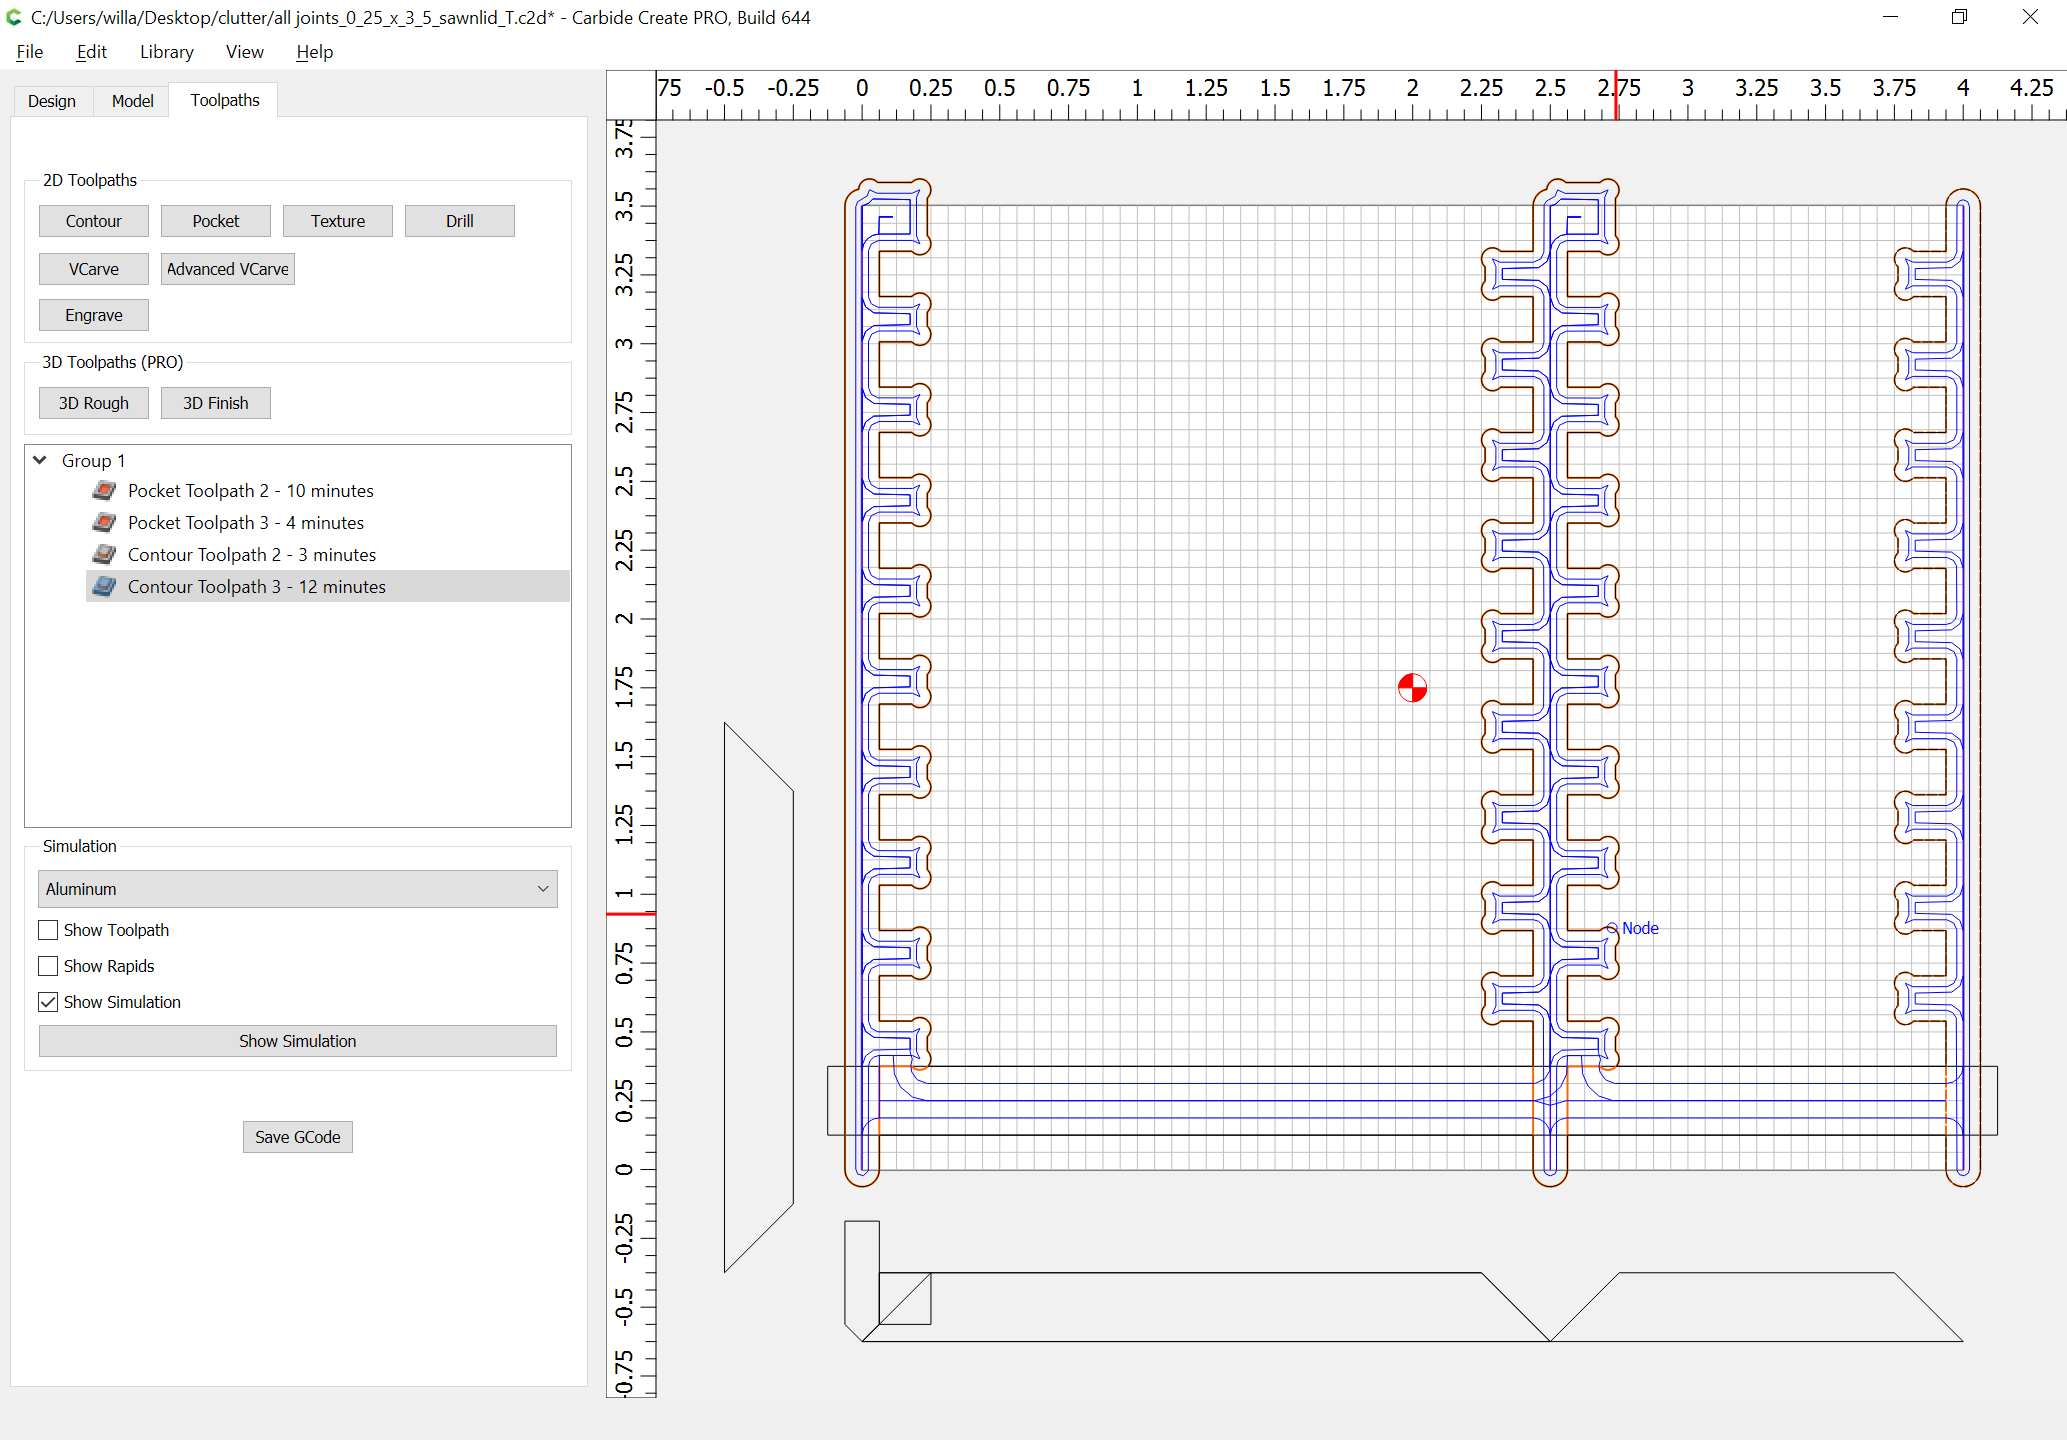 C:/Users/willa/Desktop/clutter/all joints_0_25_x_3_5_sawnlid_T.c2d* - Carbide Create PRO, Build 644
File Edit Library View Help
Design Model Toolpaths
2D Toolpaths
Contour Pocket Texture Drill
VCarve Advanced VCarve
Engrave
3D Toolpaths (PRO)
3D Rough 3D Finish
Group 1
Pocket Toolpath 2 - 10 minutes
Pocket Toolpath 3 - 4 minutes
Contour Toolpath 2 - 3 minutes
Contour Toolpath 3 - 12 minutes
Simulation
Aluminum
Show Toolpath
Show Rapids
Show Simulation
Show Simulation
Save GCode
75 -0.5 -0.25 0 0.25 0.5 0.75 1 1.25 1.5 1.75 2 2.25 2.5 2.75 3 3.25 3.5 3.75 4 4.25
3.75
3.5
3.25
3
2.75
2.5
2.25
2
1.75
1.5
1.25
1
0.75
0.5
0.25
0
-0.25
-0.5
-0.75
Node